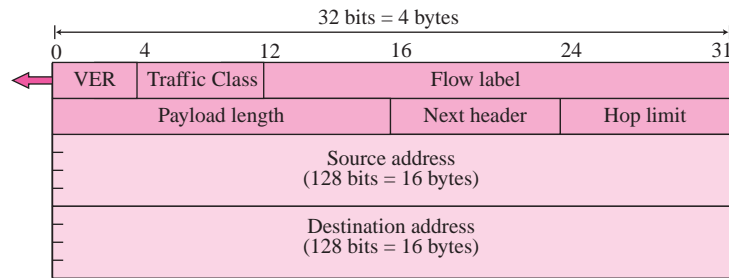 32 bits = 4 bytes
0 4 12 16 24 31
VER Traffic Class Flow label
Payload length Next header Hop limit
Source address
(128 bits = 16 bytes)
Destination address
(128 bits = 16 bytes)